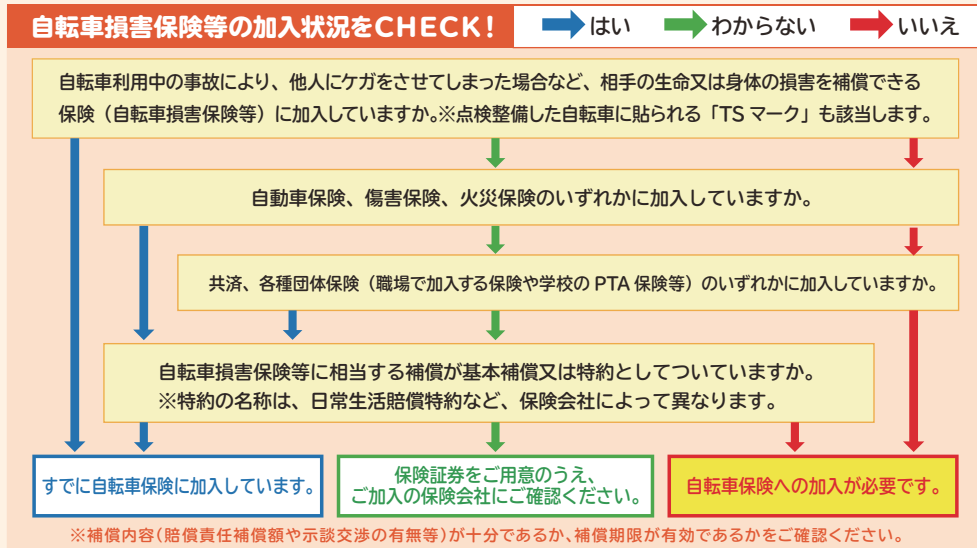 自転車損害保険等の加入状況をCHECK!
はい
わからない
いいえ
自転車利用中の事故により、他人にケガをさせてしまった場合など、相手の生命又は身体の損害を補償できる
保険（自転車損害保険等）に加入していますか。※点検整備した自転車に貼られる「TSマーク」も該当します。
自動車保険、傷害保険、火災保険のいずれかに加入していますか。
共済、各種団体保険（職場で加入する保険や学校のPTA保険等）のいずれかに加入していますか。
自転車損害保険等に相当する補償が基本補償又は特約としてついていますか。
※特約の名称は、日常生活賠償特約など、保険会社によって異なります。
すでに自転車保険に加入しています。
保険証券をご用意のうえ、
ご加入の保険会社にご確認ください。
自転車保険への加入が必要です。
※補償内容(賠償責任補償額や示談交渉の有無等)が十分であるか、補償期限が有効であるかをご確認ください。